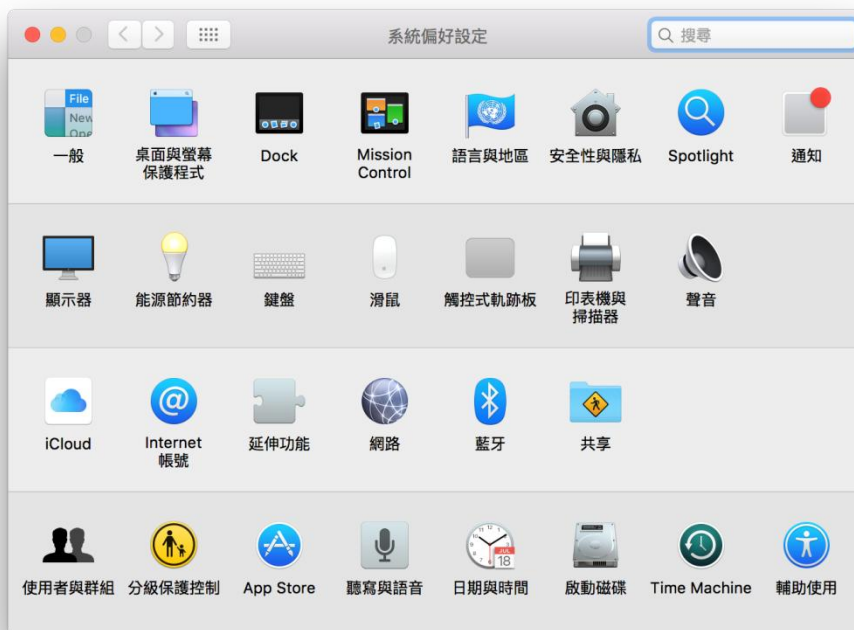 系統偏好設定
搜尋
File
New
Ope
一般
桌面與螢幕
保護程式
Dock
Mission
Control
語言與地區
安全性與隱私
Spotlight
通知
顯示器
能源節約器
鍵盤
滑鼠
觸控式軌跡板
印表機與
掃描器
聲音
iCloud
Internet
帳號
延伸功能
網路
藍牙
共享
使用者與群組
分級保護控制
App Store
聽寫與語音
JUL
18
日期與時間
啟動磁碟
Time Machine
輔助使用